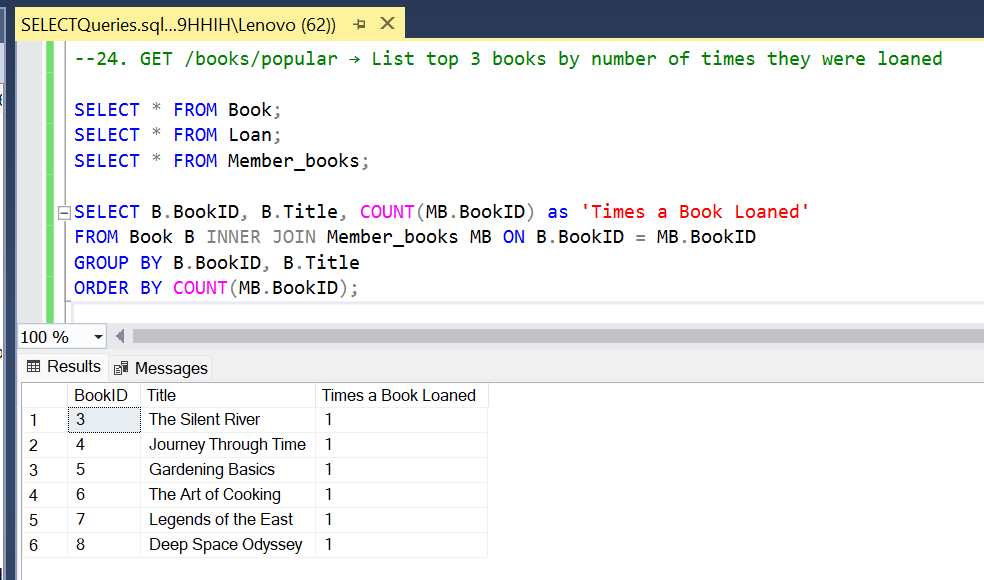 SELECTQueries.sql...9HHIH\Lenovo (62))
--24. GET /books/popular → List top 3 books by number of times they were loaned
SELECT * FROM Book;
SELECT * FROM Loan;
SELECT * FROM Member_books;
SELECT B.BookID, B.Title, COUNT(MB.BookID) as 'Times a Book Loaned'
FROM Book B INNER JOIN Member_books MB ON B.BookID = MB.BookID
GROUP BY B.BookID, B.Title
ORDER BY COUNT(MB.BookID);
100 %
Results Messages
BookID Title Times a Book Loaned
1 3 The Silent River 1
2 4 Journey Through Time 1
3 5 Gardening Basics 1
4 6 The Art of Cooking 1
5 7 Legends of the East 1
6 8 Deep Space Odyssey 1